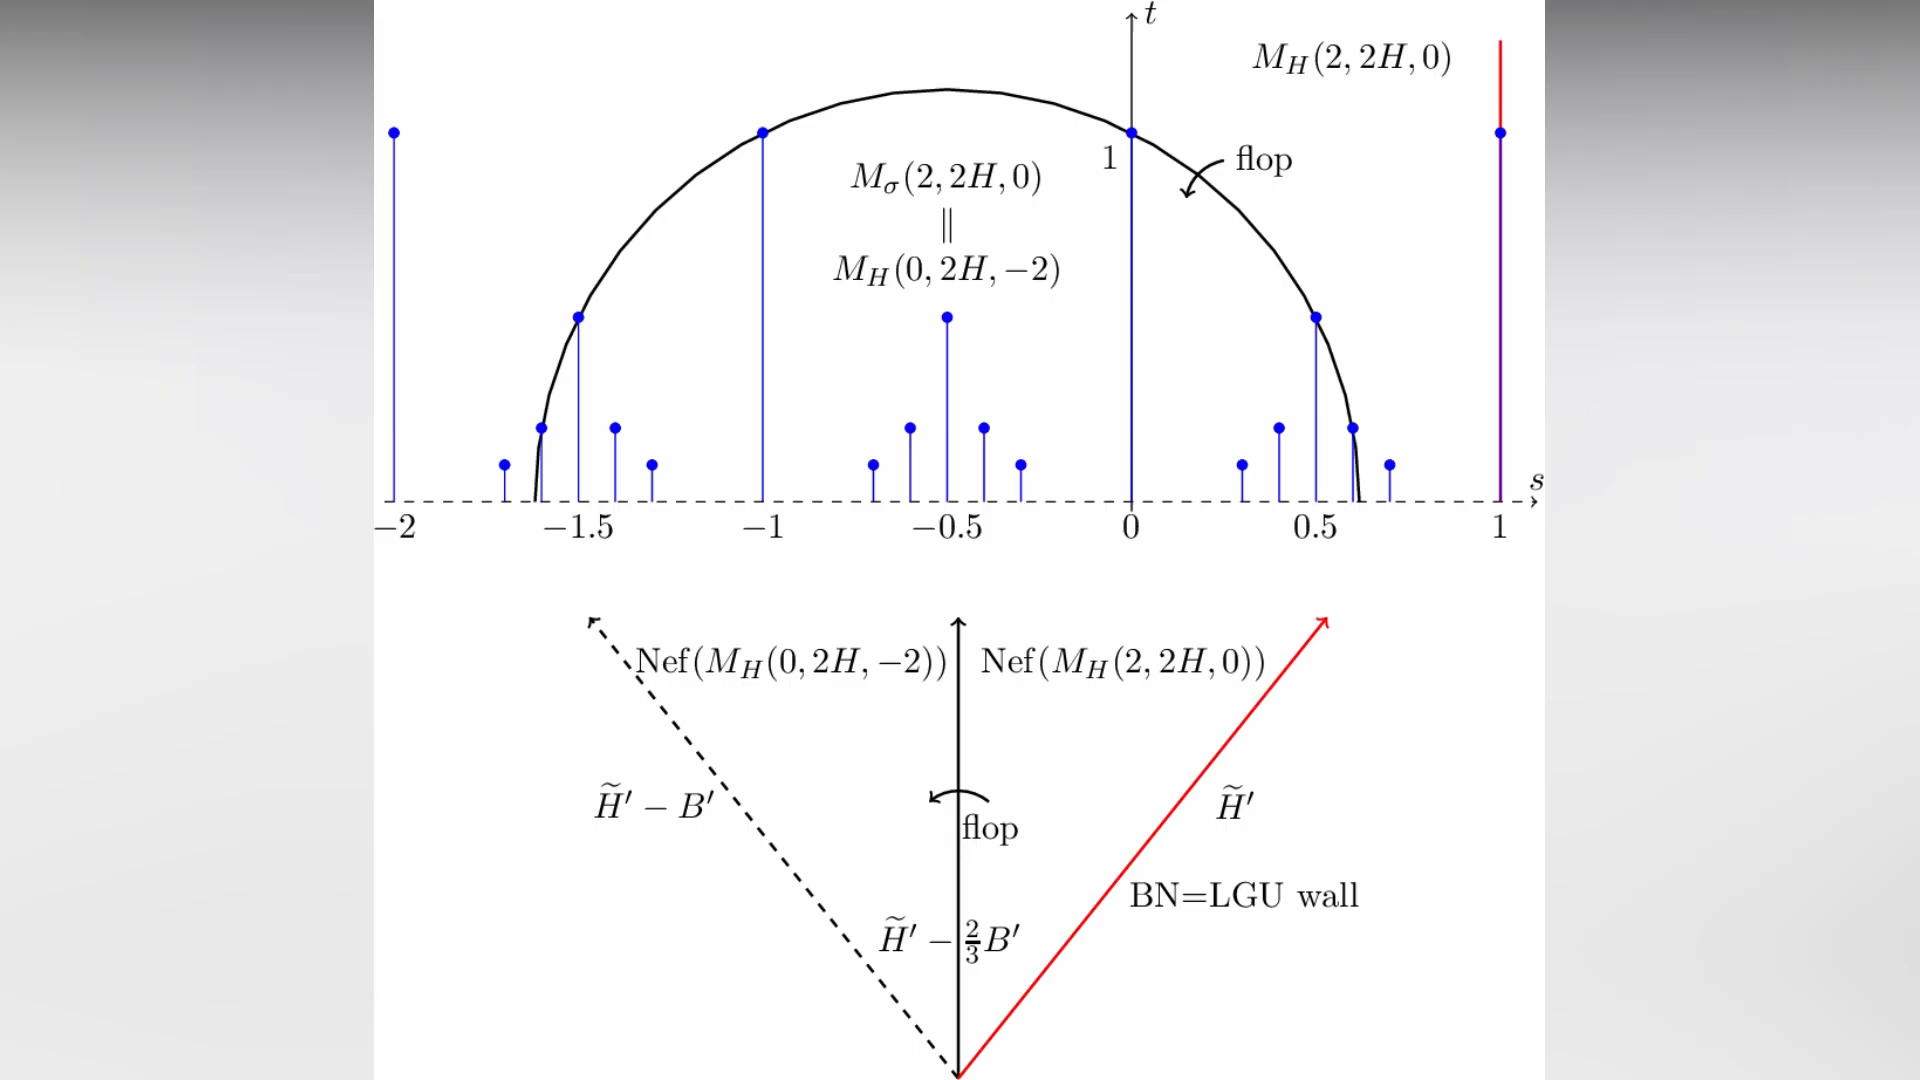 t
M_H(2, 2H, 0)
1
flop
M_σ(2, 2H, 0)
||
M_H(0, 2H, −2)
s
−2 −1.5 −1 −0.5 0 0.5 1
Nef(M_H(0, 2H, −2)) Nef(M_H(2, 2H, 0))
H̃′ − B′
H̃′
flop
BN=LGU wall
H̃′ − 2/3 B′